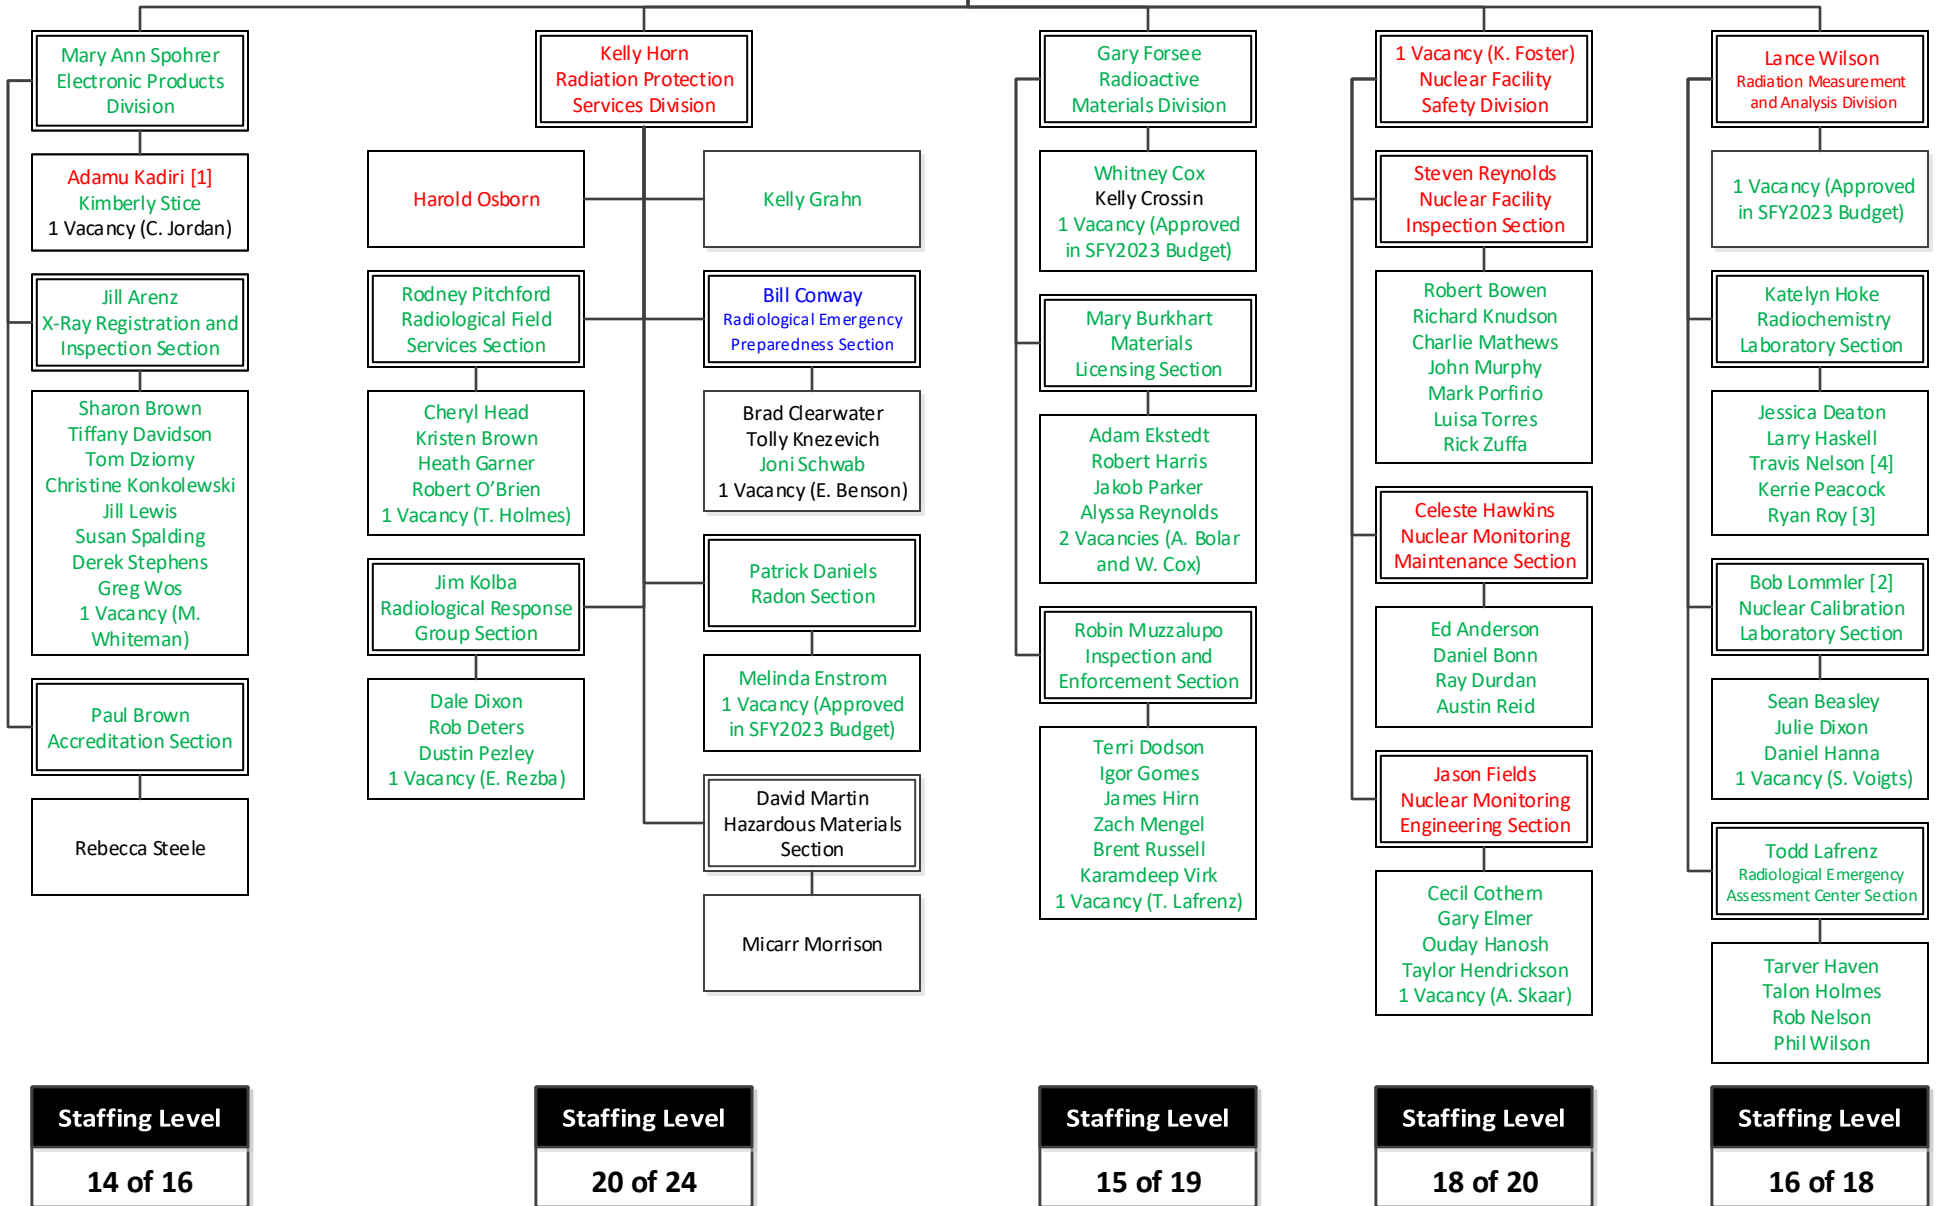 Mary Ann Spohrer
Electronic Products
Division
Adamu Kadiri [1]
Kimberly Stice
1 Vacancy (C. Jordan)
Jill Arenz
X-Ray Registration and
Inspection Section
Sharon Brown
Tiffany Davidson
Tom Dziomy
Christine Konkolewski
Jill Lewis
Susan Spalding
Derek Stephens
Greg Wos
1 Vacancy (M.
Whiteman)
Paul Brown
Accreditation Section
Rebecca Steele
Staffing Level
14 of 16
Kelly Horn
Radiation Protection
Services Division
Harold Osborn
Kelly Grahn
Rodney Pitchford
Radiological Field
Services Section
Cheryl Head
Kristen Brown
Heath Garner
Robert O’Brien
1 Vacancy (T. Holmes)
Jim Kolba
Radiological Response
Group Section
Dale Dixon
Rob Deters
Dustin Pezley
1 Vacancy (E. Rezba)
Bill Conway
Radiological Emergency
Preparedness Section
Brad Clearwater
Tolly Knezevich
Joni Schwab
1 Vacancy (E. Benson)
Patrick Daniels
Radon Section
Melinda Enstrom
1 Vacancy (Approved
in SFY2023 Budget)
David Martin
Hazardous Materials
Section
Micarr Morrison
Staffing Level
20 of 24
Gary Forsee
Radioactive
Materials Division
Whitney Cox
Kelly Crossin
1 Vacancy (Approved
in SFY2023 Budget)
Mary Burkhart
Materials
Licensing Section
Adam Ekstedt
Robert Harris
Jakob Parker
Alyssa Reynolds
2 Vacancies (A. Bolar
and W. Cox)
Robin Muzzalupo
Inspection and
Enforcement Section
Terri Dodson
Igor Gomes
James Hirn
Zach Mengel
Brent Russell
Karamdeep Virk
1 Vacancy (T. Lafrenz)
Staffing Level
15 of 19
1 Vacancy (K. Foster)
Nuclear Facility
Safety Division
Steven Reynolds
Nuclear Facility
Inspection Section
Robert Bowen
Richard Knudson
Charlie Mathews
John Murphy
Mark Porfirio
Luisa Torres
Rick Zuffa
Celeste Hawkins
Nuclear Monitoring
Maintenance Section
Ed Anderson
Daniel Bonn
Ray Durdan
Austin Reid
Jason Fields
Nuclear Monitoring
Engineering Section
Cecil Cothern
Gary Elmer
Ouday Hanosh
Taylor Hendrickson
1 Vacancy (A. Skaar)
Staffing Level
18 of 20
Lance Wilson
Radiation Measurement
and Analysis Division
1 Vacancy (Approved
in SFY2023 Budget)
Katelyn Hoke
Radiochemistry
Laboratory Section
Jessica Deaton
Larry Haskell
Travis Nelson [4]
Kerrie Peacock
Ryan Roy [3]
Bob Lommler [2]
Nuclear Calibration
Laboratory Section
Sean Beasley
Julie Dixon
Daniel Hanna
1 Vacancy (S. Voigts)
Todd Lafrenz
Radiological Emergency
Assessment Center Section
Tarver Haven
Talon Holmes
Rob Nelson
Phil Wilson
Staffing Level
16 of 18